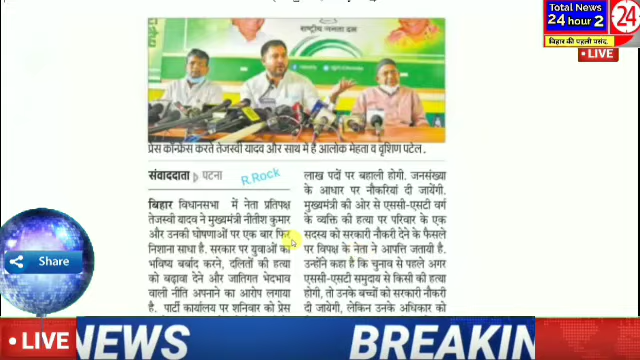 Total News
24 hour 2
24
बिहार की पहली पसंद.
LIVE
राष्ट्रीय जनता दल
प्रेस कॉन्फ्रेंस करते तेजस्वी यादव और साथ में हैं आलोक मेहता व वृशिण पटेल.
संवाददाता पटना
R.Rock
बिहार विधानसभा में नेता प्रतिपक्ष
तेजस्वी यादव ने मुख्यमंत्री नीतीश कुमार
और उनकी घोषणाओं पर एक बार फिर
निशाना साधा है. सरकार पर युवाओं का
भविष्य बर्बाद करने, दलितों की हत्या
को बढ़ावा देने और जातिगत भेदभाव
वाली नीति अपनाने का आरोप लगाया
है. पार्टी कार्यालय पर शनिवार को प्रेस
लाख पदों पर बहाली होगी. जनसंख्या
के आधार पर नौकरियां दी जायेंगी.
मुख्यमंत्री की ओर से एससी-एसटी वर्ग
के व्यक्ति की हत्या पर परिवार के एक
सदस्य को सरकारी नौकरी देने के फैसले
पर विपक्ष के नेता ने आपत्ति जतायी है.
उन्होंने कहा है कि चुनाव से पहले अगर
एससी-एसटी समुदाय से किसी की हत्या
होगी, तो उनके बच्चों को सरकारी नौकरी
दी जायेगी, लेकिन उनके अधिकार को
Share
LIVE NEWS BREAKIN